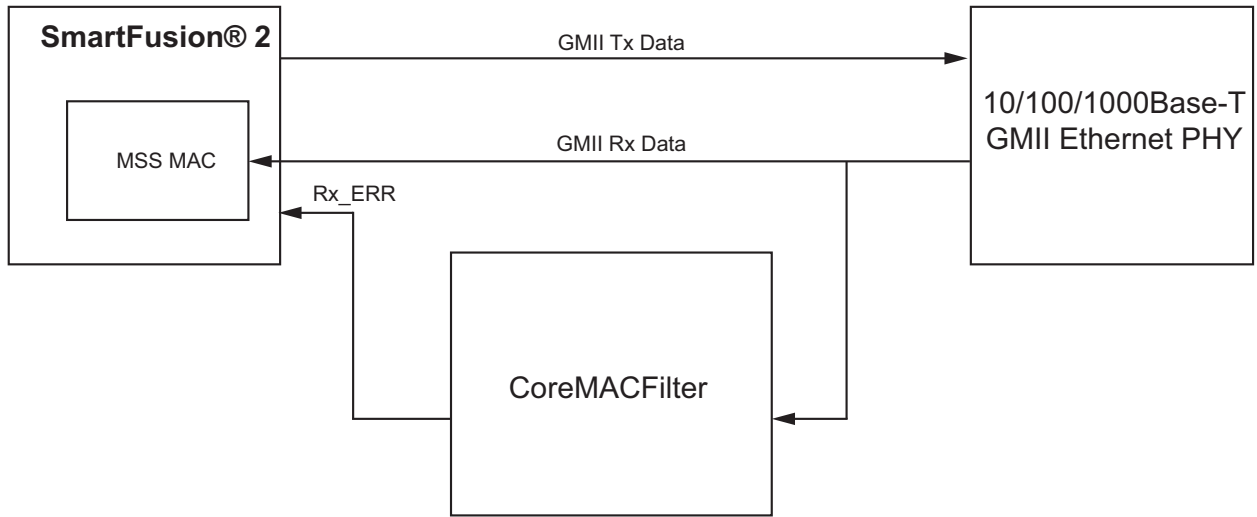 SmartFusion® 2
GMII Tx Data
10/100/1000Base-T
GMII Ethernet PHY
MSS MAC
GMII Rx Data
Rx_ERR
CoreMACFilter